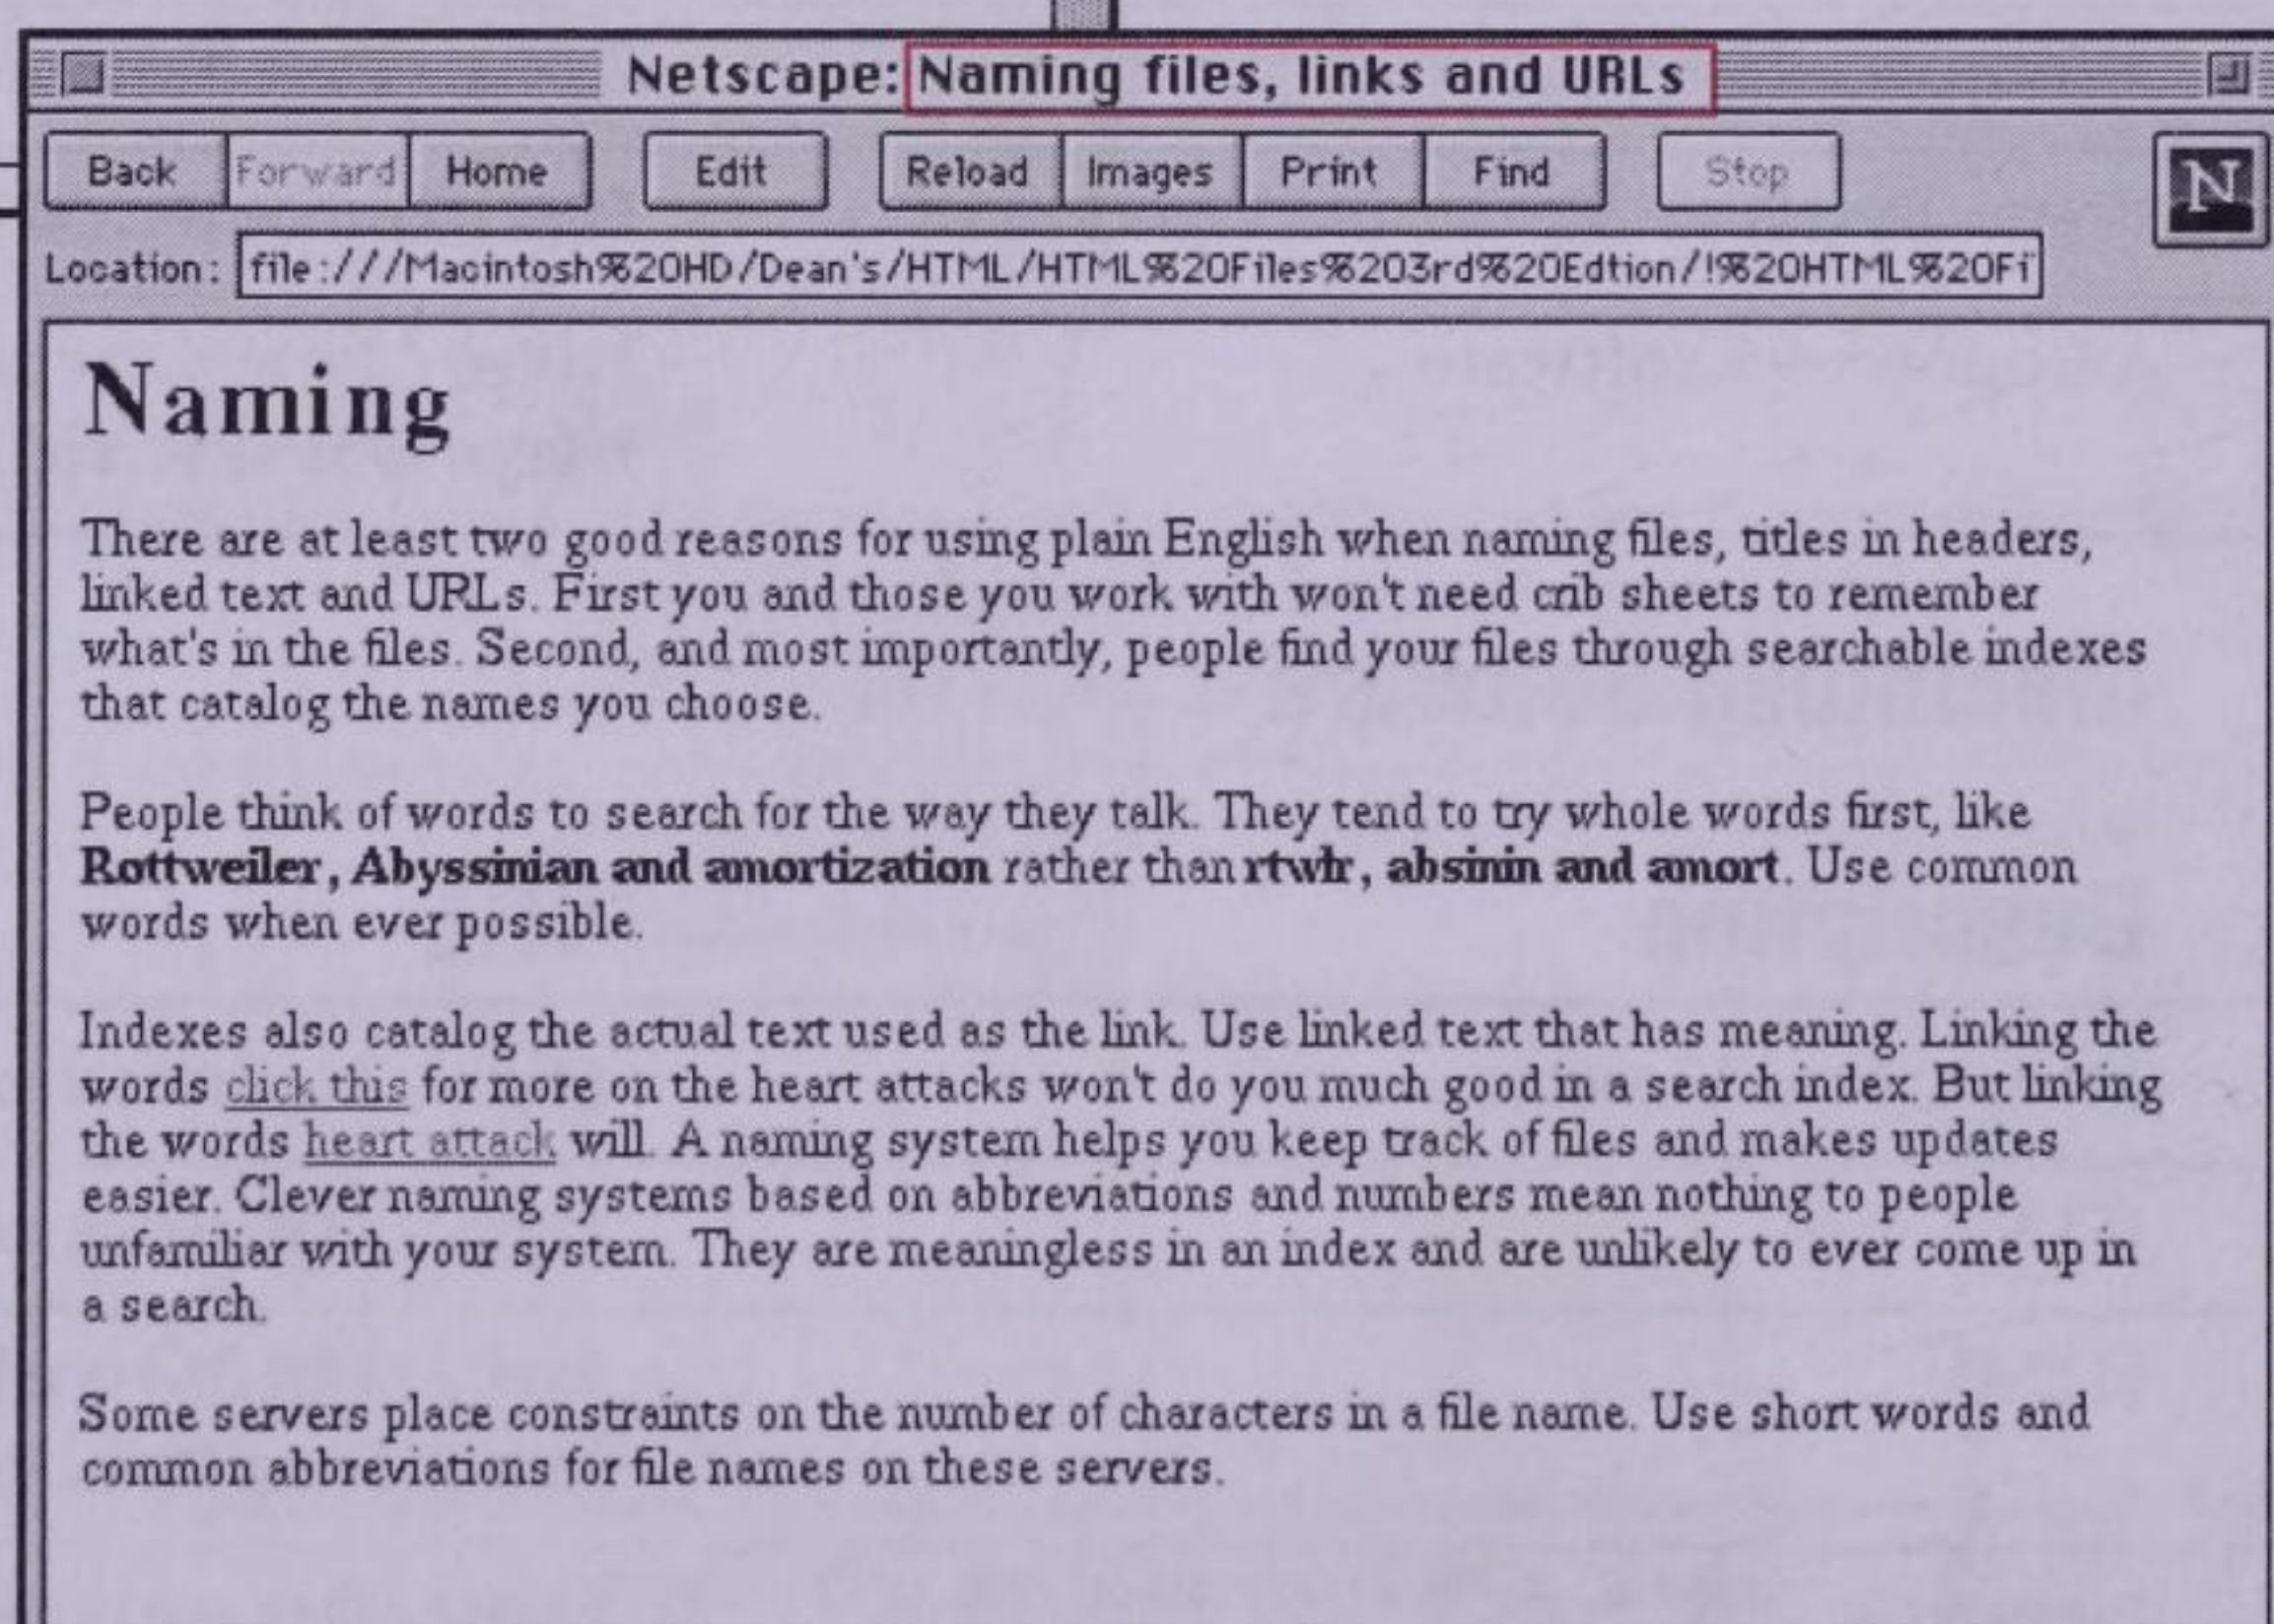 Netscape: Naming files, links and URLs
Back Forward Home Edit Reload Images Print Find Stop
N
Location: file:///Macintosh%20HD/Dean's/HTML/HTML%20Files%203rd%20Edtion/!%20HTML%20Fi
Naming
There are at least two good reasons for using plain English when naming files, titles in headers,
linked text and URLs. First you and those you work with won't need crib sheets to remember
what's in the files. Second, and most importantly, people find your files through searchable indexes
that catalog the names you choose.
People think of words to search for the way they talk. They tend to try whole words first, like
Rottweiler, Abyssinian and amortization rather than rtwlr, absinin and amort. Use common
words when ever possible.
Indexes also catalog the actual text used as the link. Use linked text that has meaning. Linking the
words click this for more on the heart attacks won't do you much good in a search index. But linking
the words heart attack will. A naming system helps you keep track of files and makes updates
easier. Clever naming systems based on abbreviations and numbers mean nothing to people
unfamiliar with your system. They are meaningless in an index and are unlikely to ever come up in
a search.
Some servers place constraints on the number of characters in a file name. Use short words and
common abbreviations for file names on these servers.